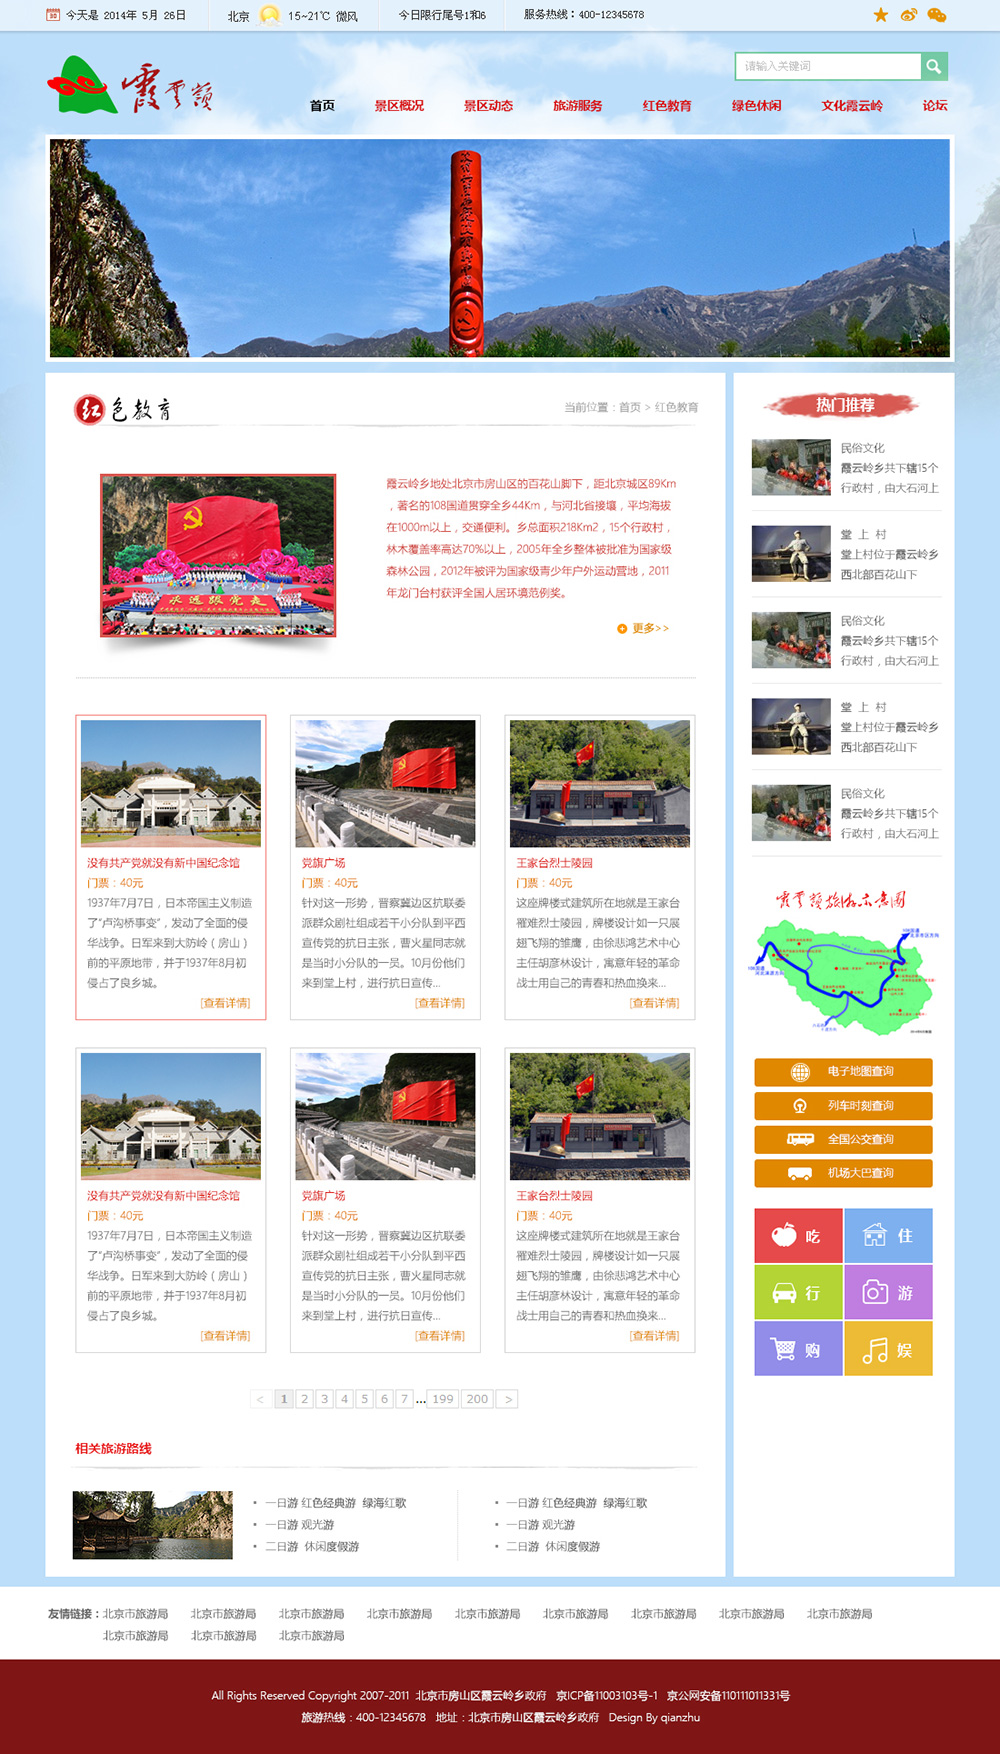 今天是 2014年 5月 26日
北京 15~21℃ 微风
今日限行尾号1和6
服务热线：400-12345678
霞云岭
请输入关键词
首页 景区概况 景区动态 旅游服务 红色教育 绿色休闲 文化霞云岭 论坛
红色教育
当前位置：首页 > 红色教育
永远跟党走
霞云岭乡地处北京市房山区的百花山脚下，距北京城区89Km
，著名的108国道贯穿全乡44Km，与河北省接壤，平均海拔
在1000m以上，交通便利。乡总面积218Km2，15个行政村，
林木覆盖率高达70%以上，2005年全乡整体被批准为国家级
森林公园，2012年被评为国家级青少年户外运动营地，2011
年龙门台村获评全国人居环境范例奖。
更多>>
没有共产党就没有新中国纪念馆
门票：40元
1937年7月7日，日本帝国主义制造
了“卢沟桥事变”，发动了全面的侵
华战争。日军来到大防岭（房山）
前的平原地带，井于1937年8月初
侵占了良乡城。
[查看详情]
党旗广场
门票：40元
针对这一形势，晋察冀边区抗联委
派群众剧社组成若干小分队到平西
宣传党的抗日主张，曹火星同志就
是当时小分队的一员。10月份他们
来到堂上村，进行抗日宣传...
[查看详情]
王家台烈士陵园
门票：40元
这座牌楼式建筑所在地就是王家台
罹难烈士陵园，牌楼设计如一只展
翅飞翔的雏鹰，由徐悲鸿艺术中心
主任胡彦林设计，寓意年轻的革命
战士用自己的青春和热血换来...
[查看详情]
没有共产党就没有新中国纪念馆
门票：40元
1937年7月7日，日本帝国主义制造
了“卢沟桥事变”，发动了全面的侵
华战争。日军来到大防岭（房山）
前的平原地带，井于1937年8月初
侵占了良乡城。
[查看详情]
党旗广场
门票：40元
针对这一形势，晋察冀边区抗联委
派群众剧社组成若干小分队到平西
宣传党的抗日主张，曹火星同志就
是当时小分队的一员。10月份他们
来到堂上村，进行抗日宣传...
[查看详情]
王家台烈士陵园
门票：40元
这座牌楼式建筑所在地就是王家台
罹难烈士陵园，牌楼设计如一只展
翅飞翔的雏鹰，由徐悲鸿艺术中心
主任胡彦林设计，寓意年轻的革命
战士用自己的青春和热血换来...
[查看详情]
< 1 2 3 4 5 6 7 ... 199 200 >
相关旅游路线
一日游 红色经典游 绿海红歌
一日游 观光游
二日游 休闲度假游
一日游 红色经典游 绿海红歌
一日游 观光游
二日游 休闲度假游
热门推荐
民俗文化
霞云岭乡共下辖15个
行政村，由大石河上
堂 上 村
堂上村位于霞云岭乡
西北部百花山下
民俗文化
霞云岭乡共下辖15个
行政村，由大石河上
堂 上 村
堂上村位于霞云岭乡
西北部百花山下
民俗文化
霞云岭乡共下辖15个
行政村，由大石河上
霞云岭旅游示意图
电子地图查询
列车时刻查询
全国公交查询
机场大巴查询
吃 住
行 游
购 娱
友情链接：北京市旅游局 北京市旅游局 北京市旅游局 北京市旅游局 北京市旅游局 北京市旅游局 北京市旅游局 北京市旅游局 北京市旅游局
北京市旅游局 北京市旅游局 北京市旅游局
All Rights Reserved Copyright 2007-2011 北京市房山区霞云岭乡政府 京ICP备11003103号-1 京公网安备110111011331号
旅游热线：400-12345678 地址：北京市房山区霞云岭乡政府 Design By qianzhu